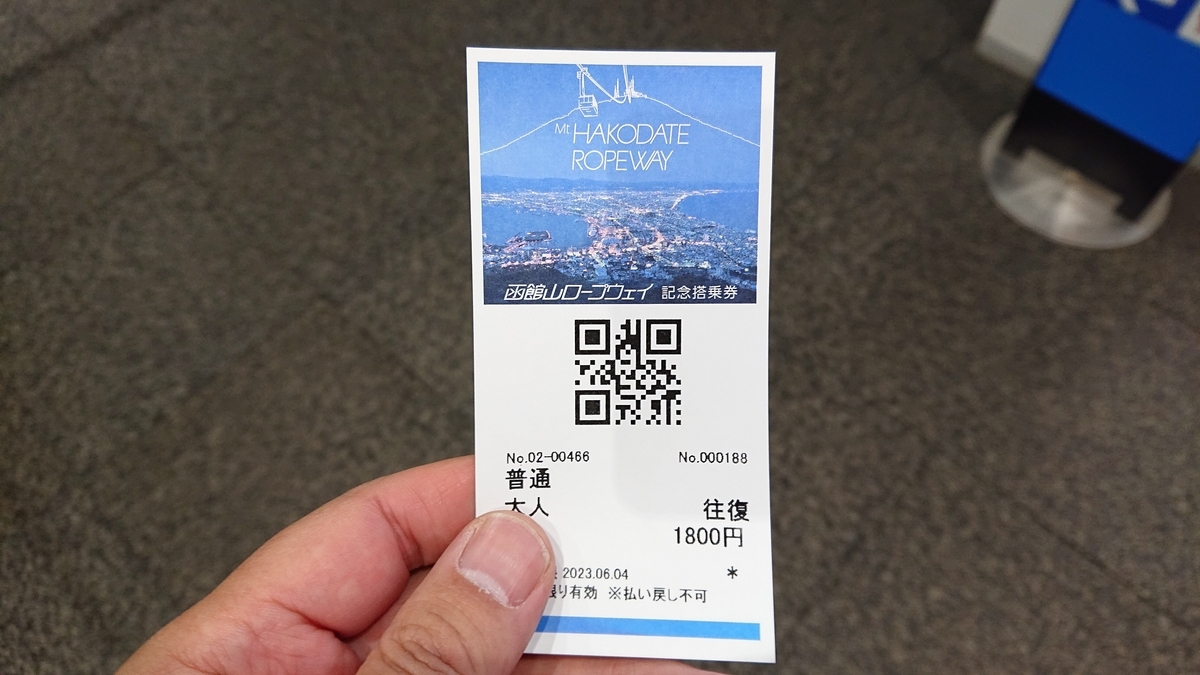 Mt HAKODATE
ROPEWAY
函館山ロープウェイ 記念搭乗券
No.02-00466 No.000188
普通
大人 往復
1800円
2023.06.04 *
限り有効 ※払い戻し不可